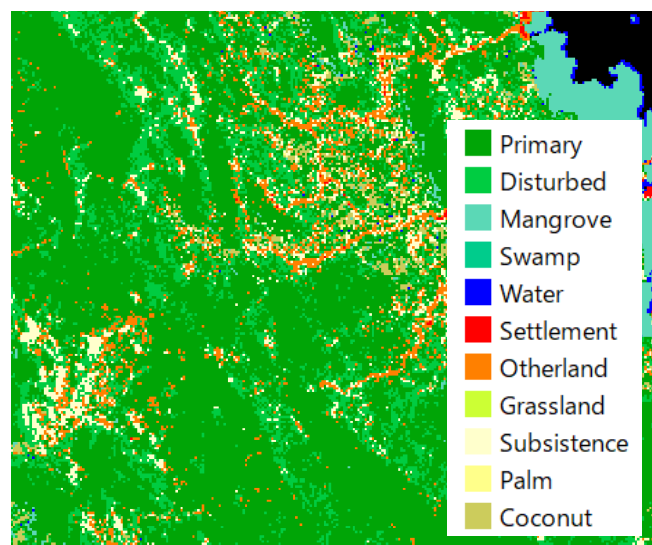 Primary
Disturbed
Mangrove
Swamp
Water
Settlement
Otherland
Grassland
Subsistence
Palm
Coconut